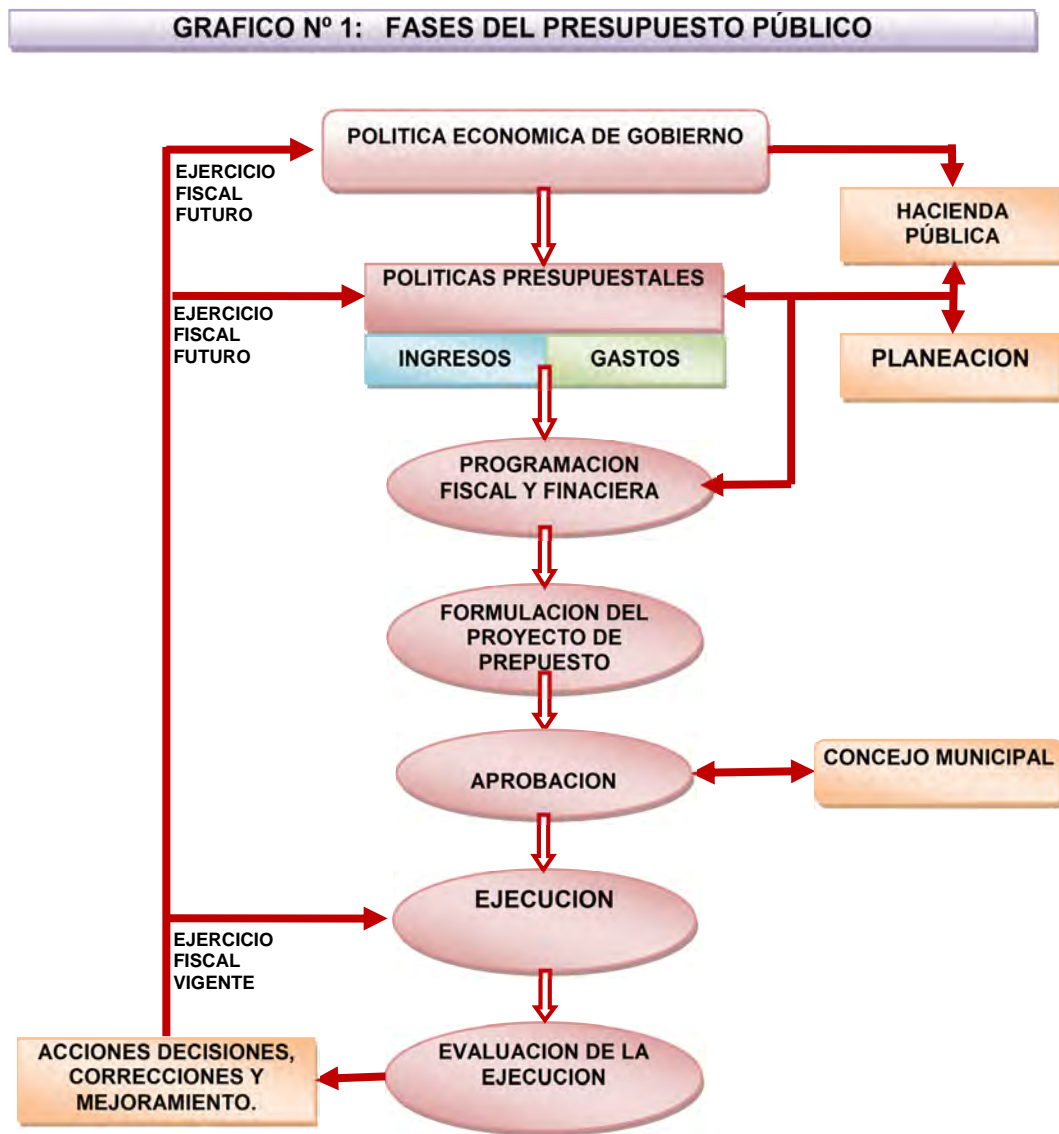 GRAFICO Nº 1: FASES DEL PRESUPUESTO PÚBLICO
POLITICA ECONOMICA DE GOBIERNO
EJERCICIO
FISCAL
FUTURO
HACIENDA
PÚBLICA
POLITICAS PRESUPUESTALES
EJERCICIO
FISCAL
FUTURO
INGRESOS
GASTOS
PLANEACION
PROGRAMACION
FISCAL Y FINACIERA
FORMULACION DEL
PROYECTO DE
PREPUESTO
APROBACION
CONCEJO MUNICIPAL
EJECUCION
EJERCICIO
FISCAL
VIGENTE
EVALUACION DE LA
EJECUCION
ACCIONES DECISIONES,
CORRECCIONES Y
MEJORAMIENTO.